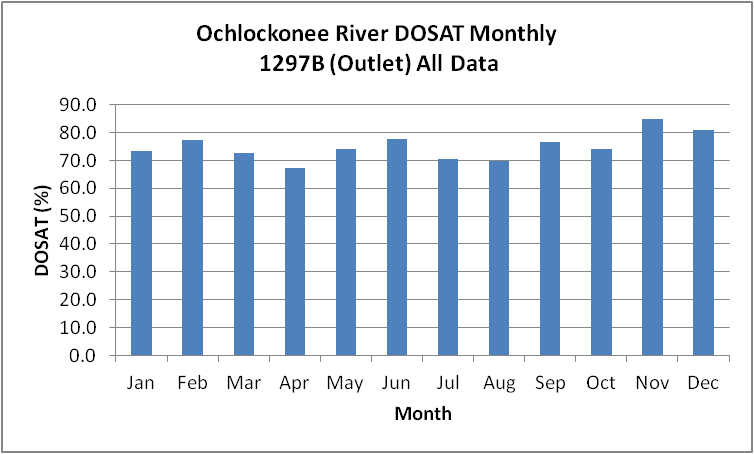 Ochlockonee River DOSAT Monthly
1297B (Outlet) All Data
DOSAT (%)
90.0
80.0
70.0
60.0
50.0
40.0
30.0
20.0
10.0
0.0
Jan Feb Mar Apr May Jun Jul Aug Sep Oct Nov Dec
Month